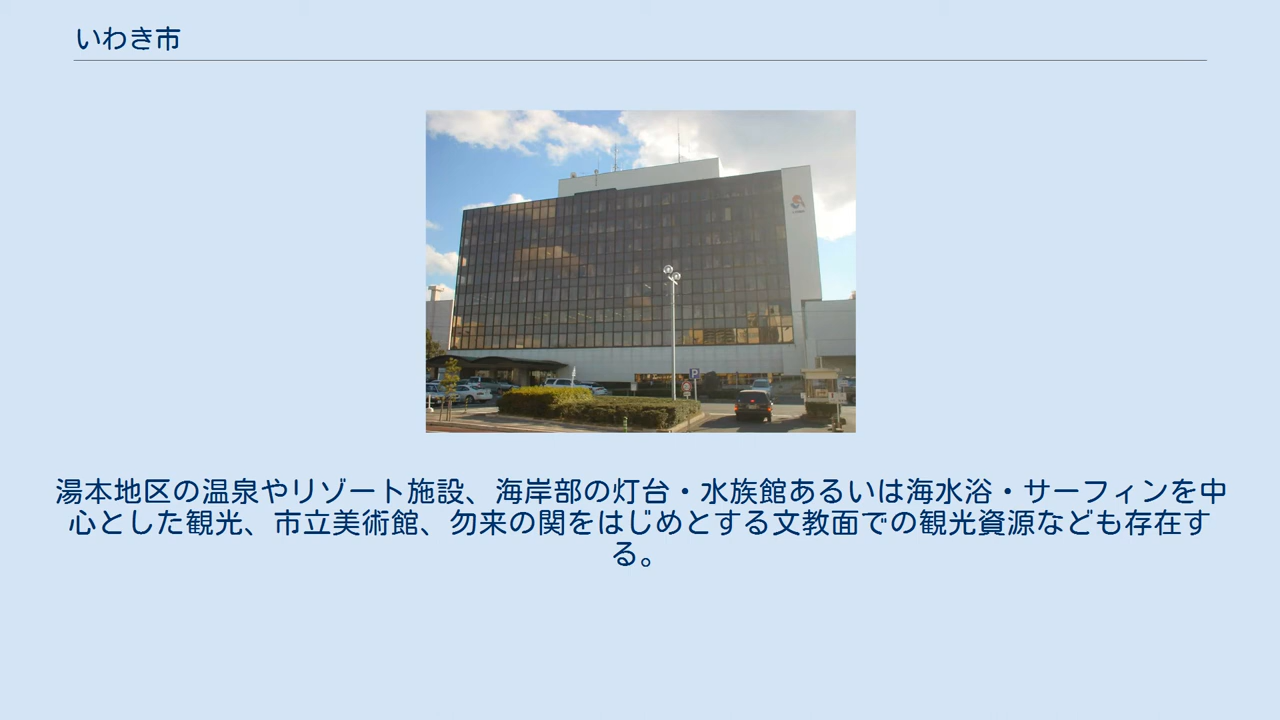 いわき市
湯本地区の温泉やリゾート施設、海岸部の灯台・水族館あるいは海水浴・サーフィンを中
心とした観光、市立美術館、勿来の関をはじめとする文教面での観光資源なども存在す
る。
P